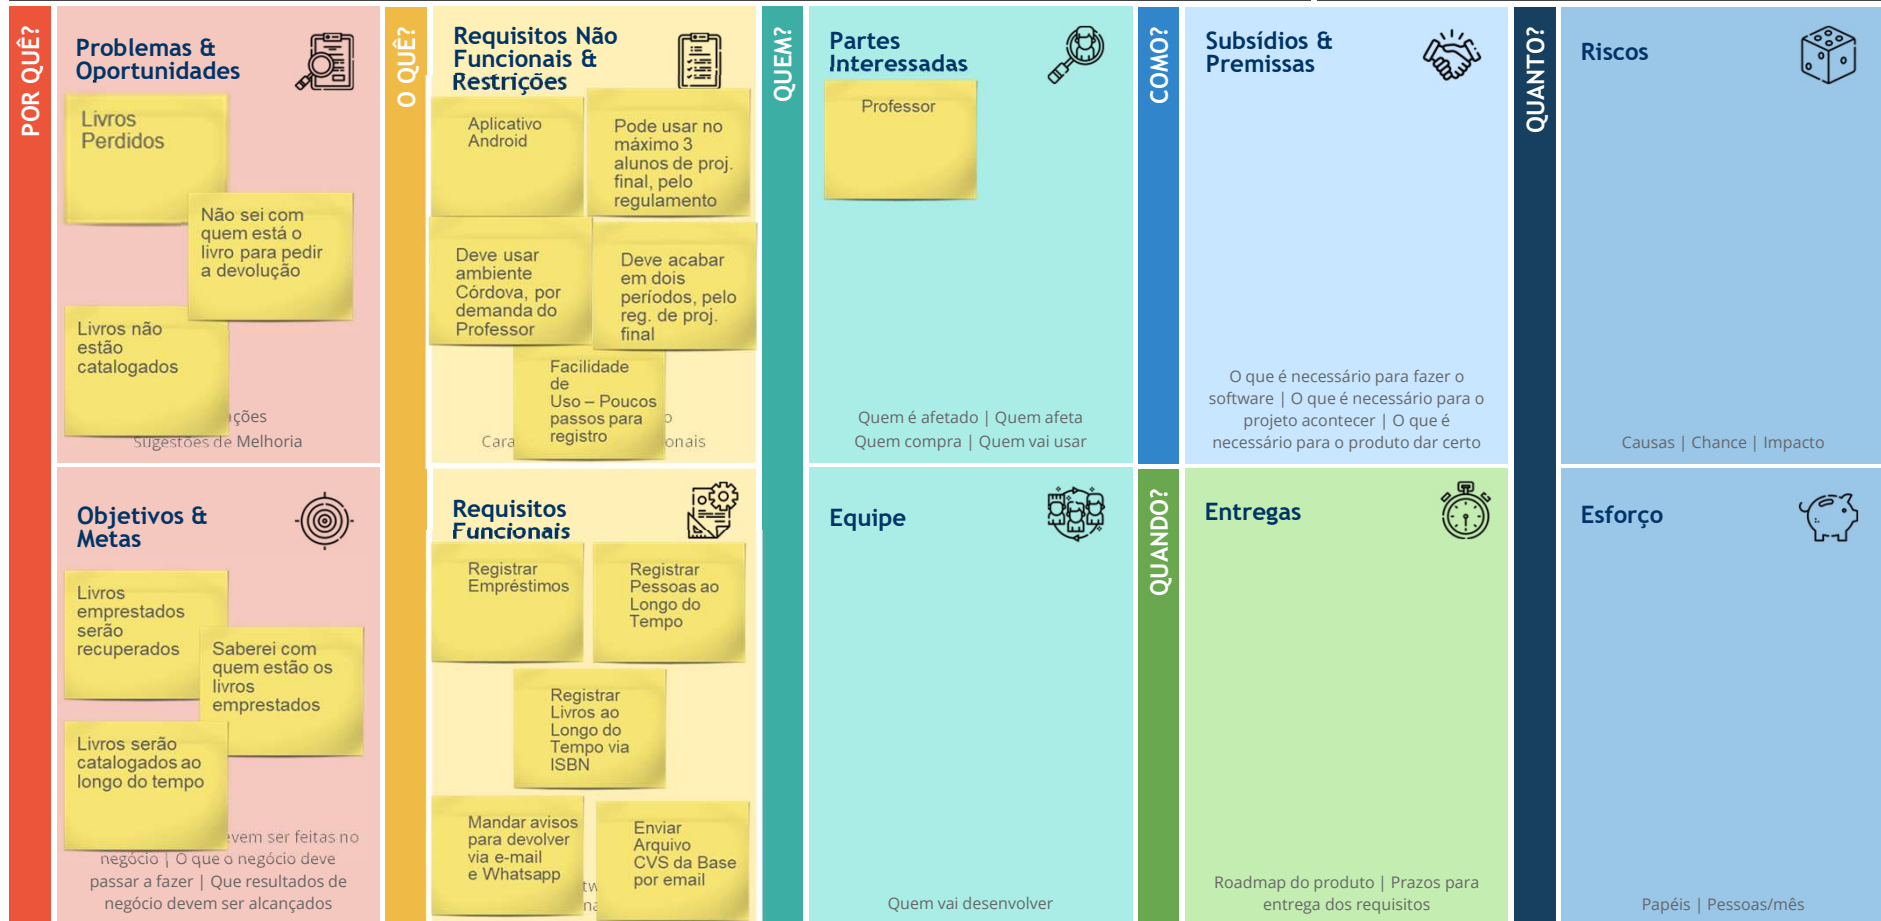 POR QUÊ?
Problemas &
Oportunidades
Livros
Perdidos
Não sei com
quem está o
livro para pedir
a devolução
Livros não
estão
catalogados
Sugestões de Melhoria
Objetivos &
Metas
Livros
emprestados
serão
recuperados
Saberei com
quem estão os
livros
emprestados
Livros serão
catalogados ao
longo do tempo
ser feitas no
negócio | O que o negócio deve
passar a fazer | Que resultados de
negócio devem ser alcançados
O QUÊ?
Requisitos Não
Funcionais &
Restrições
Aplicativo
Android
Pode usar no
máximo 3
alunos de proj.
final, pelo
regulamento
Deve usar
ambiente
Córdova, por
demanda do
Professor
Deve acabar
em dois
períodos, pelo
reg. de proj.
final
Facilidade
de
Uso – Poucos
passos para
registro
Requisitos
Funcionais
Registrar
Empréstimos
Registrar
Pessoas ao
Longo do
Tempo
Registrar
Livros ao
Longo do
Tempo via
ISBN
Mandar avisos
para devolver
via e-mail
e Whatsapp
Enviar
Arquivo
CVS da Base
por email
QUEM?
Partes
Interessadas
Professor
Quem é afetado | Quem afeta
Quem compra | Quem vai usar
Equipe
Quem vai desenvolver
COMO?
Subsídios &
Premissas
O que é necessário para fazer o
software | O que é necessário para o
projeto acontecer | O que é
necessário para o produto dar certo
QUANDO?
Entregas
Roadmap do produto | Prazos para
entrega dos requisitos
QUANTO?
Riscos
Causas | Chance | Impacto
Esforço
Papéis | Pessoas/mês